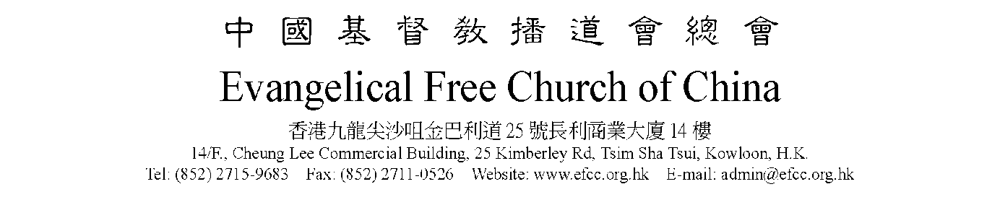 中國基督教播道會總會
Evangelical Free Church of China
香港九龍尖沙咀金巴利道 25 號長利商業大廈 14 樓
14/F., Cheung Lee Commercial Building, 25 Kimberley Rd, Tsim Sha Tsui, Kowloon, H.K.
Tel: (852) 2715-9683 Fax: (852) 2711-0526 Website: www.efcc.org.hk E-mail: admin@efcc.org.hk